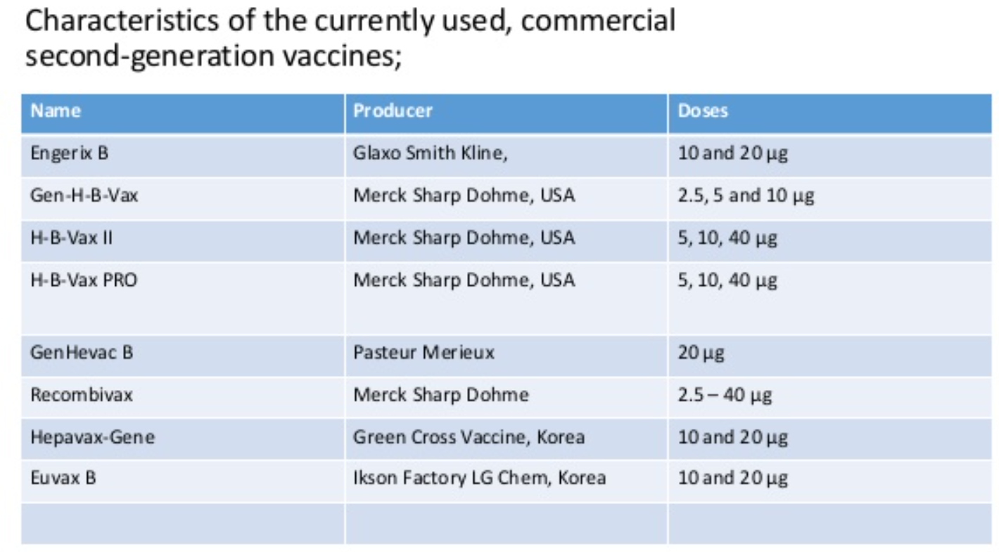 Characteristics of the currently used, commercial
second-generation vaccines;
Name Producer Doses
Engerix B Glaxo Smith Kline, 10 and 20 µg
Gen-H-B-Vax Merck Sharp Dohme, USA 2.5, 5 and 10 µg
H-B-Vax II Merck Sharp Dohme, USA 5, 10, 40 µg
H-B-Vax PRO Merck Sharp Dohme, USA 5, 10, 40 µg
GenHevac B Pasteur Merieux 20 µg
Recombivax Merck Sharp Dohme 2.5 – 40 µg
Hepavax-Gene Green Cross Vaccine, Korea 10 and 20 µg
Euvax B Ikson Factory LG Chem, Korea 10 and 20 µg